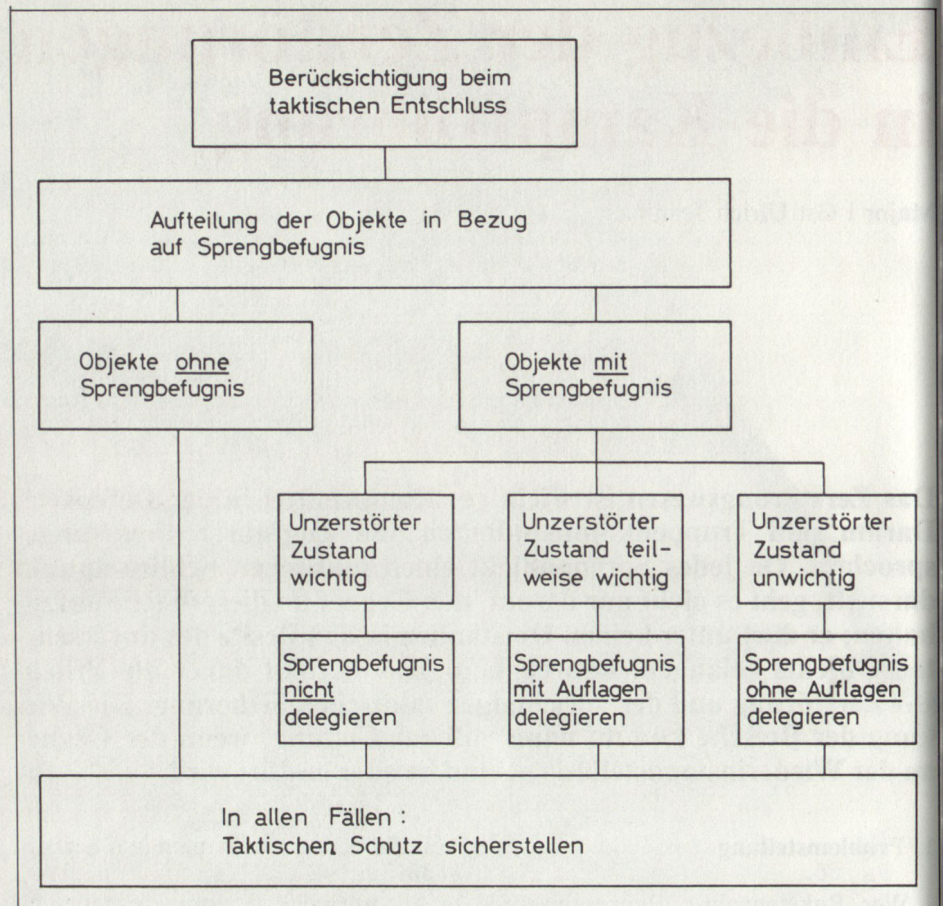 Berücksichtigung beim
taktischen Entschluss
Aufteilung der Objekte in Bezug
auf Sprengbefugnis
Objekte ohne
Sprengbefugnis
Objekte mit
Sprengbefugnis
Unzerstörter
Zustand
wichtig
Unzerstörter
Zustand teil-
weise wichtig
Unzerstörter
Zustand
unwichtig
Sprengbefugnis
nicht
delegieren
Sprengbefugnis
mit Auflagen
delegieren
Sprengbefugnis
ohne Auflagen
delegieren
In allen Fällen :
Taktischen Schutz sicherstellen